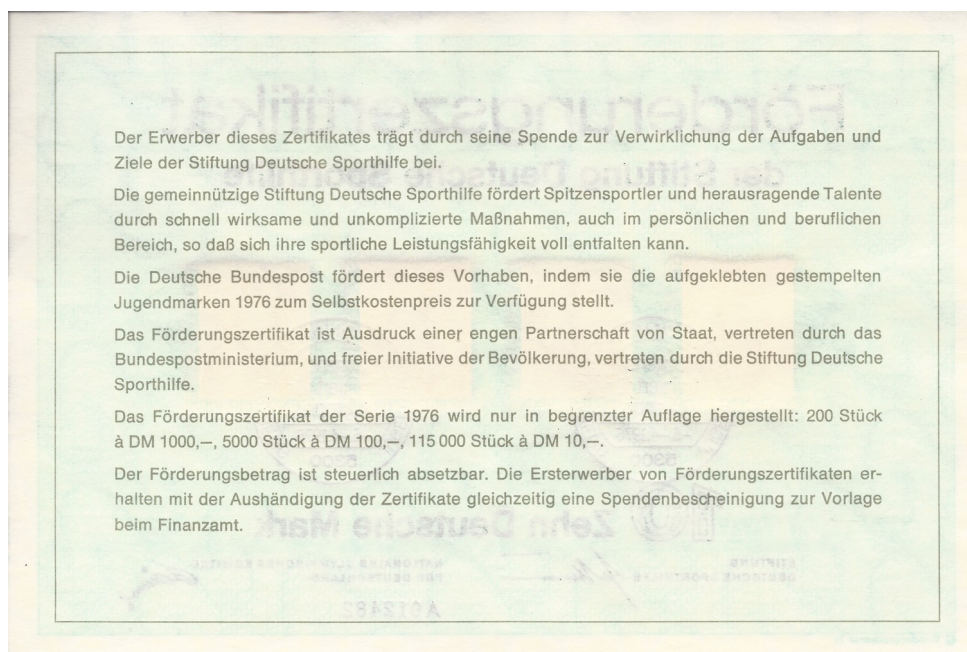 Der Erwerber dieses Zertifikates trägt durch seine Spende zur Verwirklichung der Aufgaben und
Ziele der Stiftung Deutsche Sporthilfe bei.
Die gemeinnützige Stiftung Deutsche Sporthilfe fördert Spitzensportler und herausragende Talente
durch schnell wirksame und unkomplizierte Maßnahmen, auch im persönlichen und beruflichen
Bereich, so daß sich ihre sportliche Leistungsfähigkeit voll entfalten kann.
Die Deutsche Bundespost fördert dieses Vorhaben, indem sie die aufgeklebten gestempelten
Jugendmarken 1976 zum Selbstkostenpreis zur Verfügung stellt.
Das Förderungszertifikat ist Ausdruck einer engen Partnerschaft von Staat, vertreten durch das
Bundespostministerium, und freier Initiative der Bevölkerung, vertreten durch die Stiftung Deutsche
Sporthilfe.
Das Förderungszertifikat der Serie 1976 wird nur in begrenzter Auflage hergestellt: 200 Stück
à DM 1000,—, 5000 Stück à DM 100,—, 115 000 Stück à DM 10,—.
Der Förderungsbetrag ist steuerlich absetzbar. Die Ersterwerber von Förderungszertifikaten er-
halten mit der Aushändigung der Zertifikate gleichzeitig eine Spendenbescheinigung zur Vorlage
beim Finanzamt.